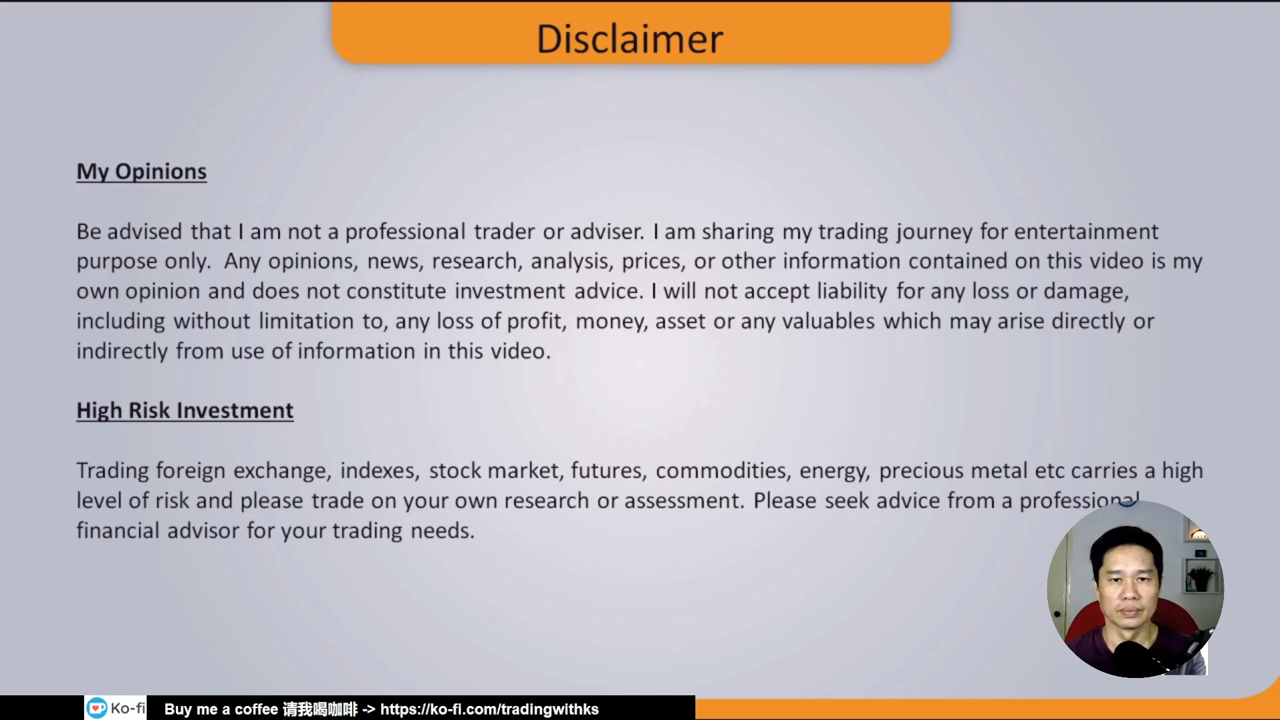 Disclaimer
My Opinions
Be advised that I am not a professional trader or adviser. I am sharing my trading journey for entertainment
purpose only.  Any opinions, news, research, analysis, prices, or other information contained on this video is my
own opinion and does not constitute investment advice. I will not accept liability for any loss or damage,
including without limitation to, any loss of profit, money, asset or any valuables which may arise directly or
indirectly from use of information in this video.
High Risk Investment
Trading foreign exchange, indexes, stock market, futures, commodities, energy, precious metal etc carries a high
level of risk and please trade on your own research or assessment. Please seek advice from a professional
financial advisor for your trading needs.
Ko-fi Buy me a coffee 请我喝咖啡 -> https://ko-fi.com/tradingwithks